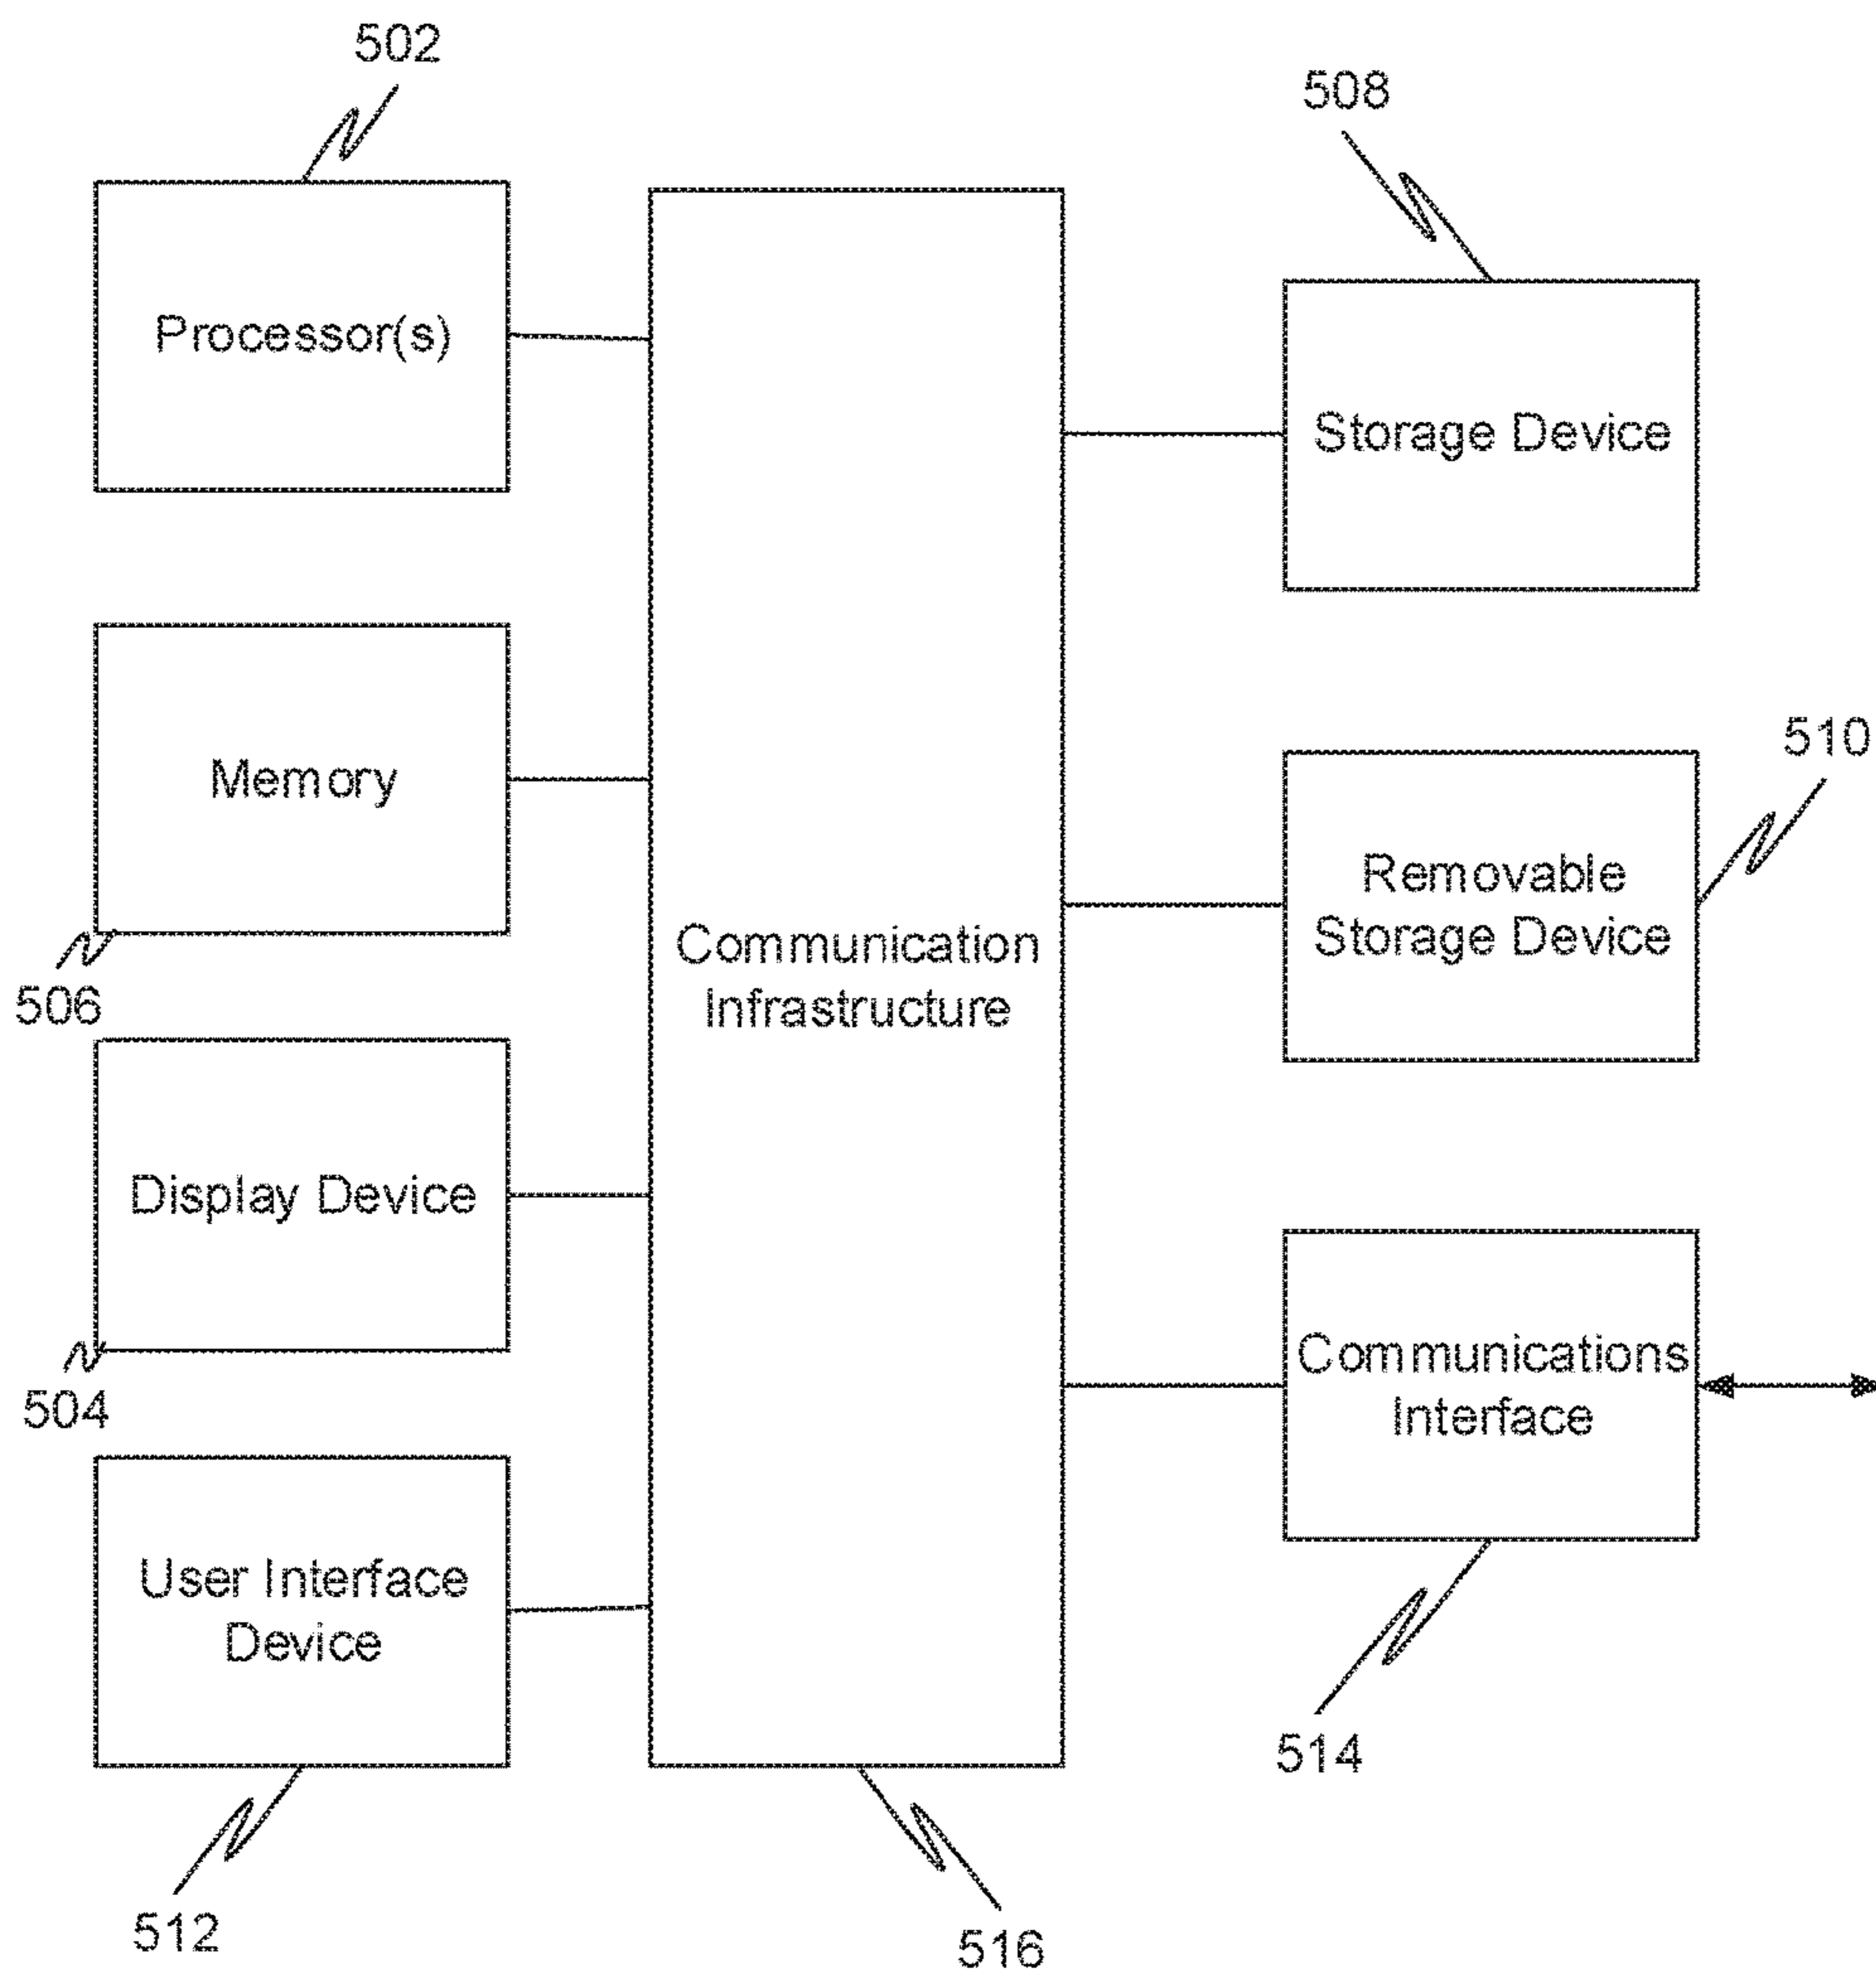 502
508
Processor(s)
Storage Device
510
Memory
Removable
Storage Device
506
Communication
Infrastructure
Display Device
504
Communications
Interface
User Interface
Device
514
512
516